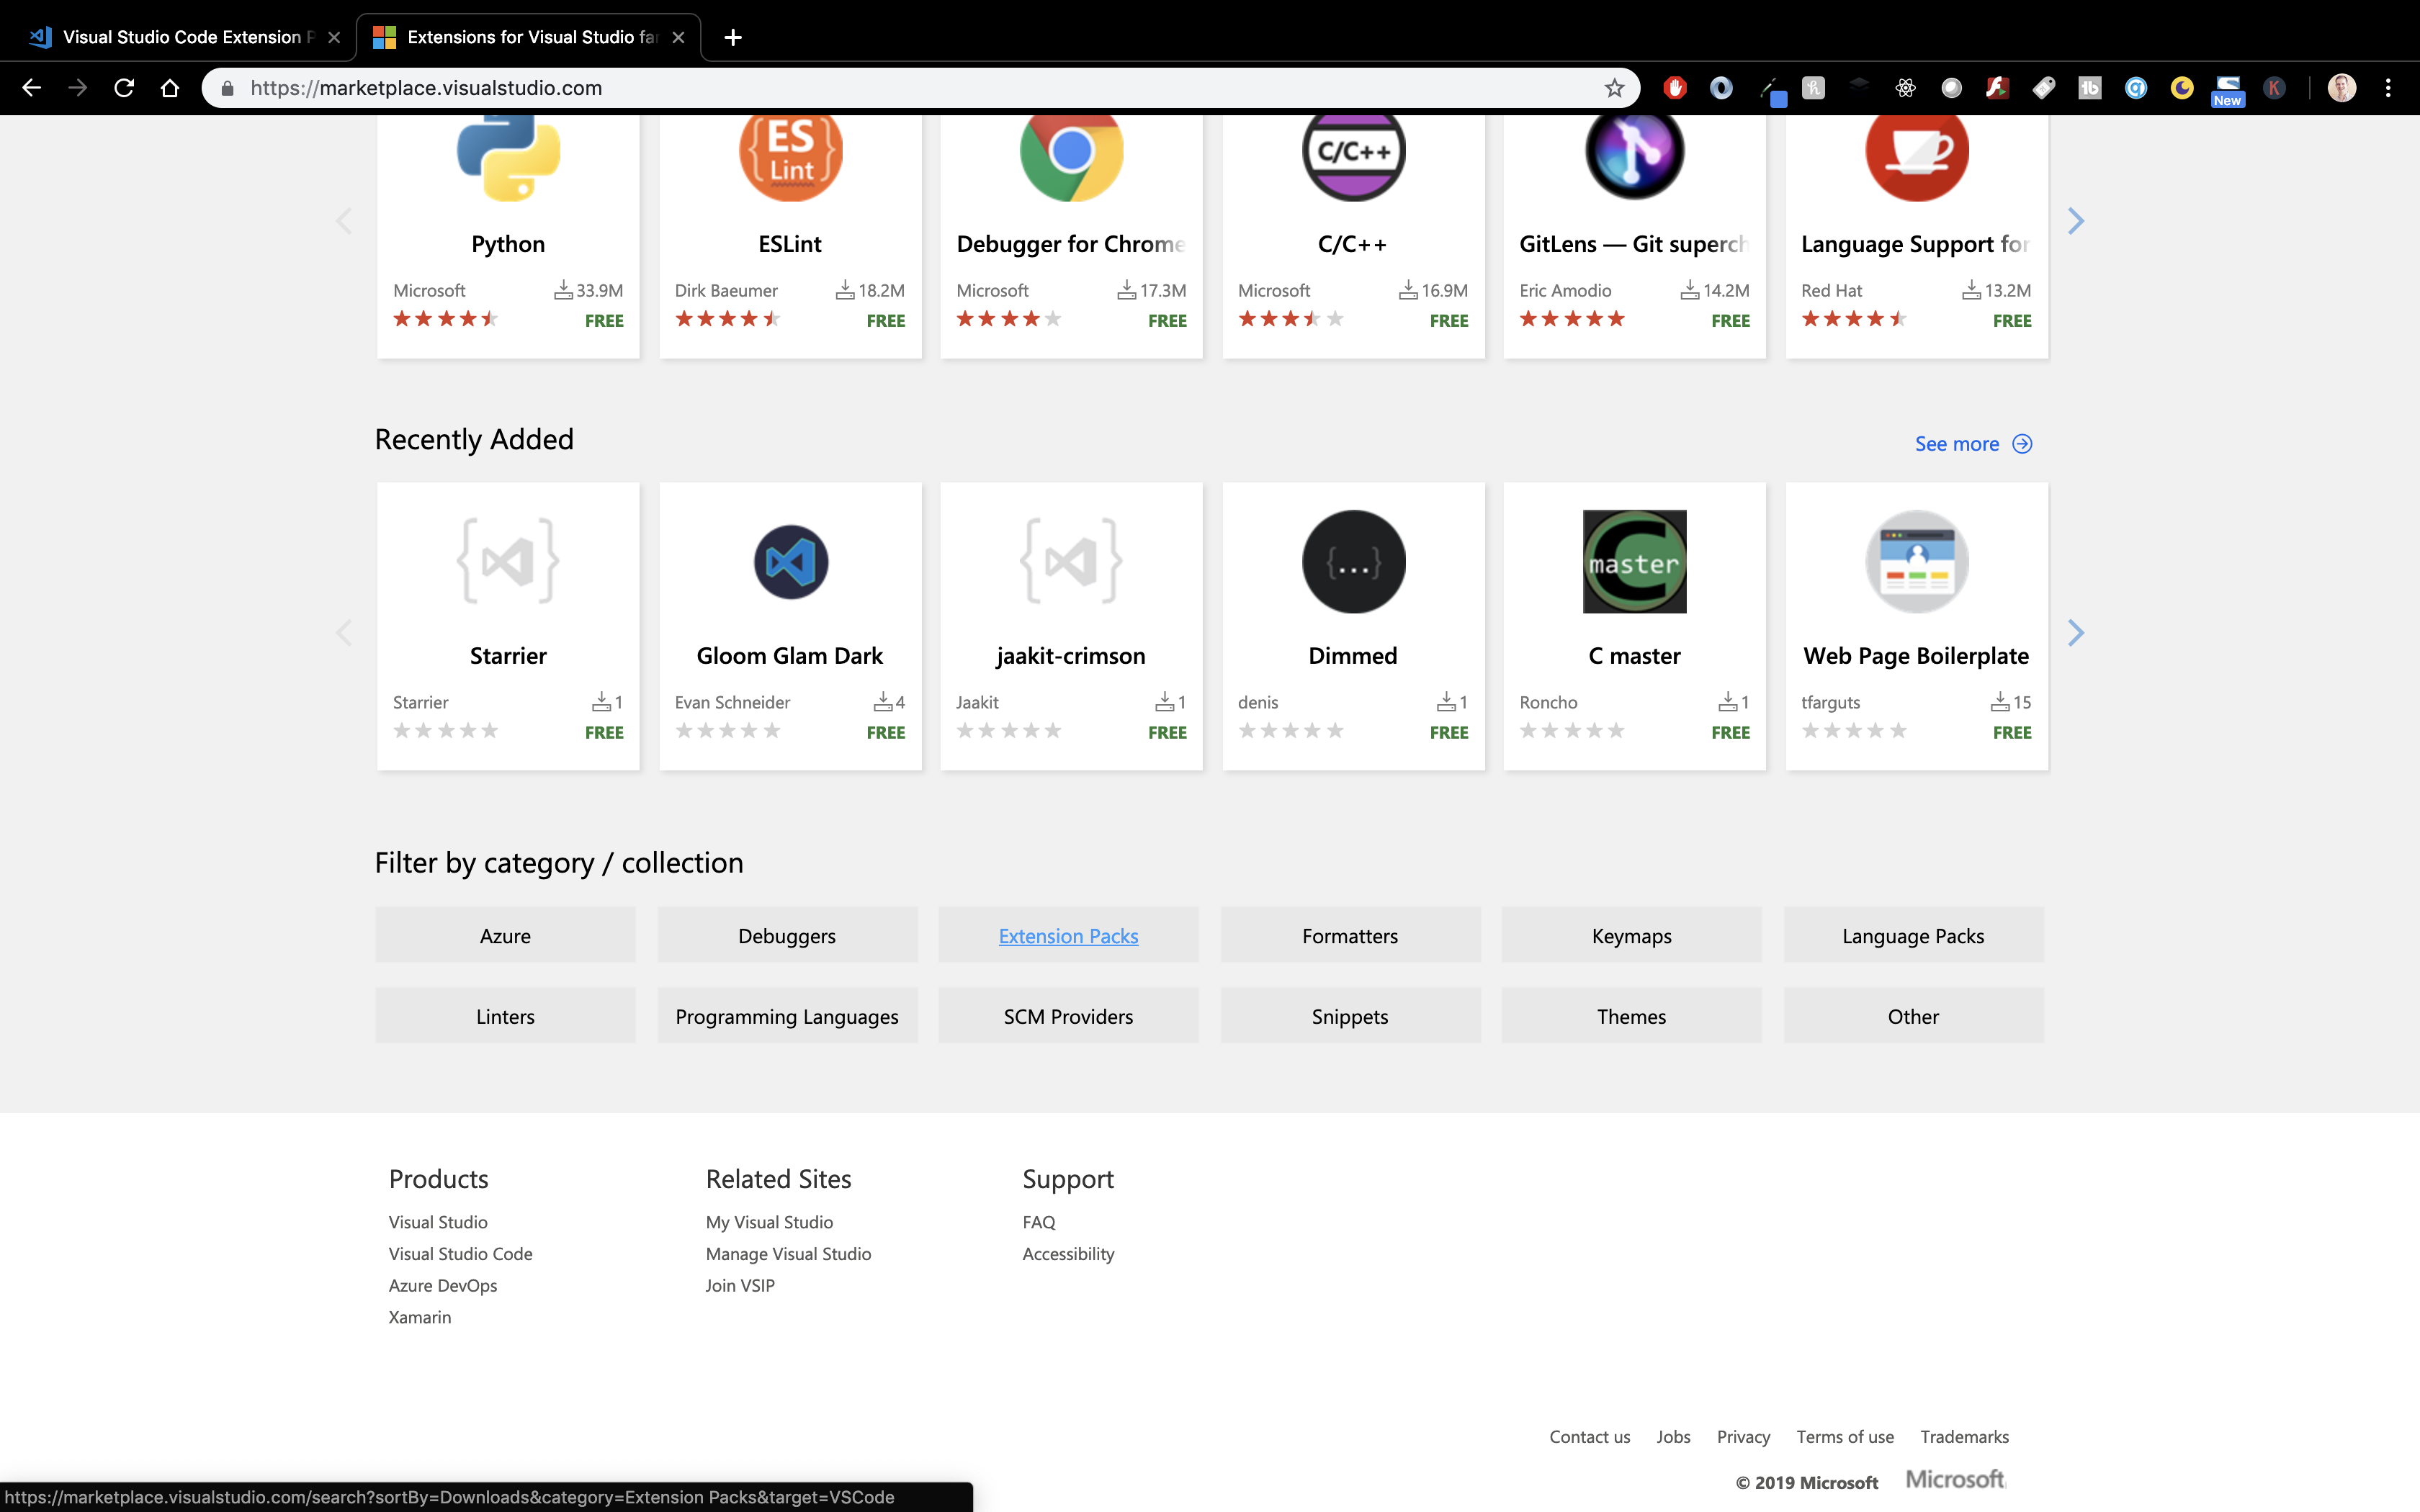 Visual Studio Code Extension P
Extensions for Visual Studio fa
https://marketplace.visualstudio.com
New
ES
Lint
C/C++
Python
ESLint
Debugger for Chrome
C/C++
GitLens — Git superch
Language Support for
Microsoft 33.9M
Dirk Baeumer 18.2M
Microsoft 17.3M
Microsoft 16.9M
Eric Amodio 14.2M
Red Hat 13.2M
FREE
FREE
FREE
FREE
FREE
FREE
Recently Added
See more
{...}
C
master
Starrier
Gloom Glam Dark
jaakit-crimson
Dimmed
C master
Web Page Boilerplate
Starrier 1
Evan Schneider 4
Jaakit 1
denis 1
Roncho 1
tfarguts 15
FREE
FREE
FREE
FREE
FREE
FREE
Filter by category / collection
Azure
Debuggers
Extension Packs
Formatters
Keymaps
Language Packs
Linters
Programming Languages
SCM Providers
Snippets
Themes
Other
Products
Related Sites
Support
Visual Studio
My Visual Studio
FAQ
Visual Studio Code
Manage Visual Studio
Accessibility
Azure DevOps
Join VSIP
Xamarin
Contact us Jobs Privacy Terms of use Trademarks
© 2019 Microsoft Microsoft
https://marketplace.visualstudio.com/search?sortBy=Downloads&category=Extension Packs&target=VSCode